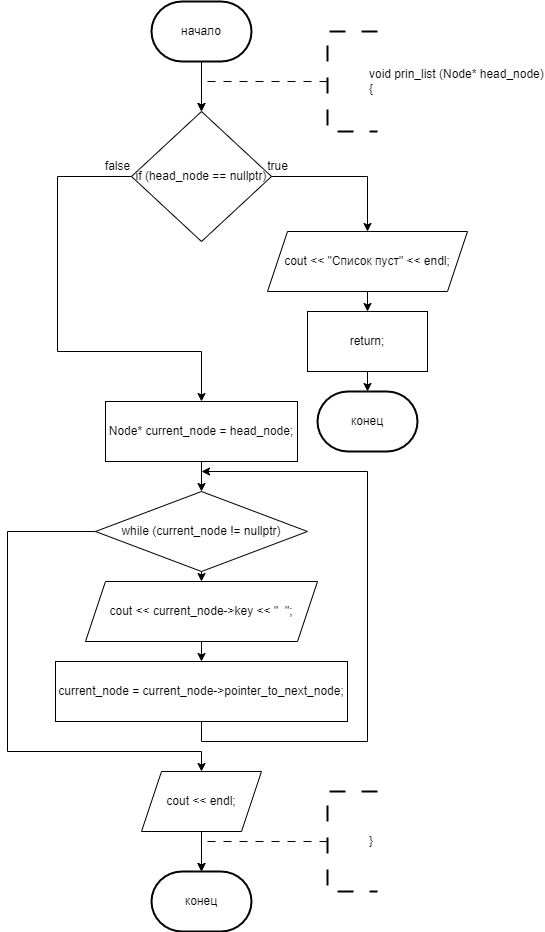 начало
void prin_list (Node* head_node)
{
false
true
if (head_node == nullptr)
cout << "Список пуст" << endl;
return;
конец
Node* current_node = head_node;
while (current_node != nullptr)
cout << current_node->key << "  ";
current_node = current_node->pointer_to_next_node;
cout << endl;
}
конец